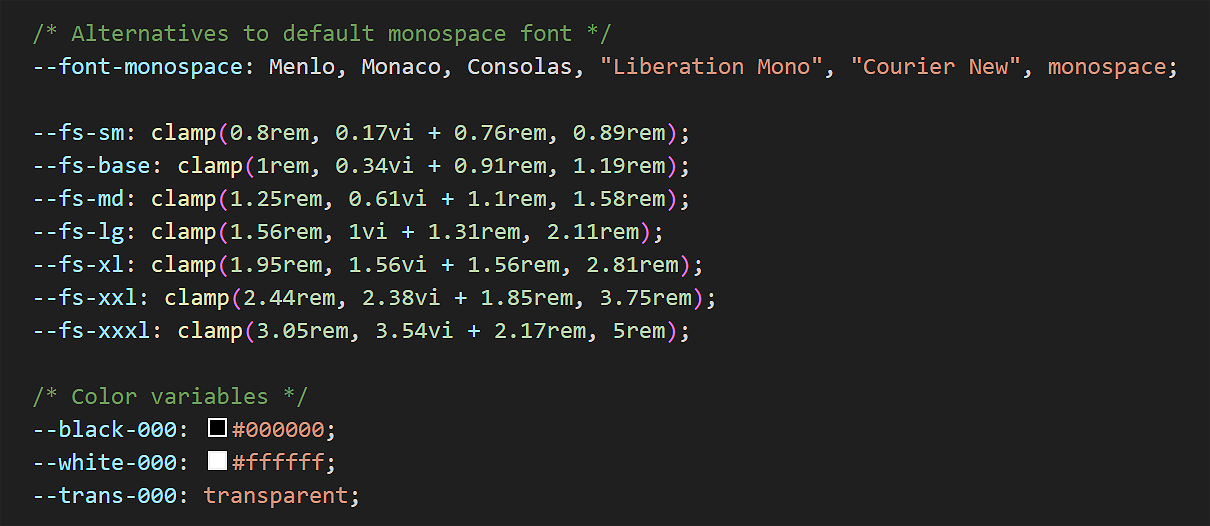 /* Alternatives to default monospace font */
--font-monospace: Menlo, Monaco, Consolas, "Liberation Mono", "Courier New", monospace;
--fs-sm: clamp(0.8rem, 0.17vi + 0.76rem, 0.89rem);
--fs-base: clamp(1rem, 0.34vi + 0.91rem, 1.19rem);
--fs-md: clamp(1.25rem, 0.61vi + 1.1rem, 1.58rem);
--fs-lg: clamp(1.56rem, 1vi + 1.31rem, 2.11rem);
--fs-xl: clamp(1.95rem, 1.56vi + 1.56rem, 2.81rem);
--fs-xxl: clamp(2.44rem, 2.38vi + 1.85rem, 3.75rem);
--fs-xxxl: clamp(3.05rem, 3.54vi + 2.17rem, 5rem);
/* Color variables */
--black-000: #000000;
--white-000: #ffffff;
--trans-000: transparent;